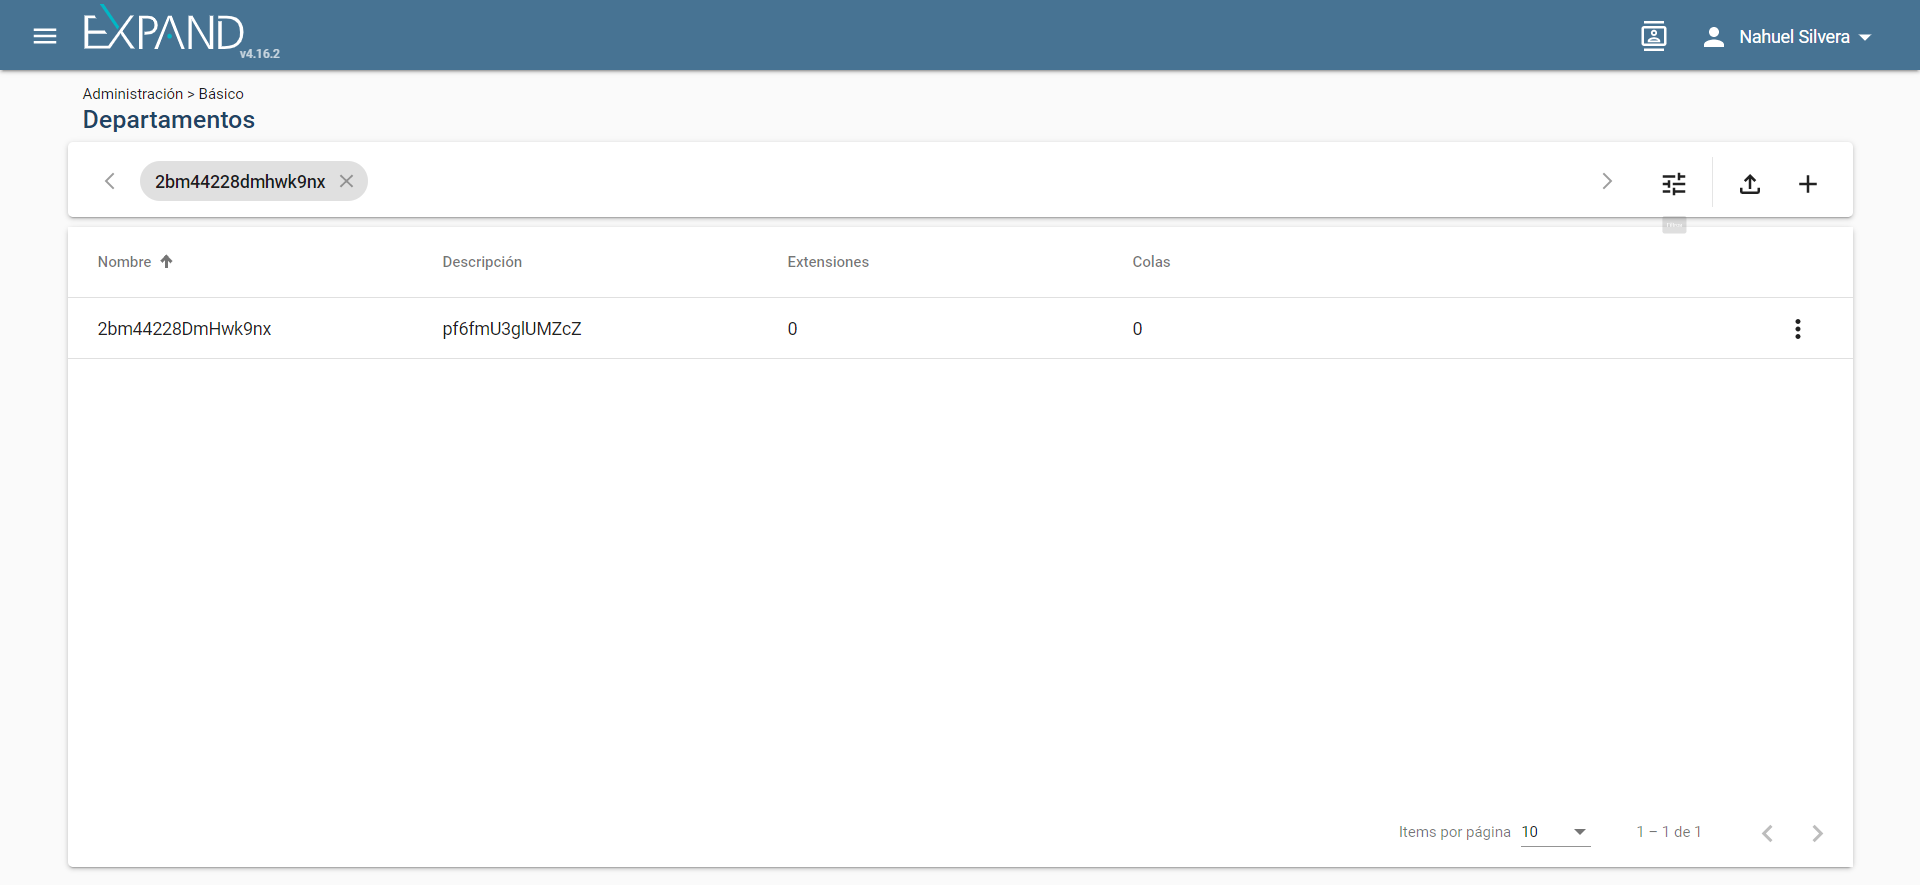 EXPAND
v4.16.2
Nahuel Silvera
Administración > Básico
Departamentos
2bm44228dmhwk9nx
Nombre Descripción Extensiones Colas
2bm44228DmHwk9nx pf6fmU3glUMZcZ 0 0
Items por página 10 1 – 1 de 1